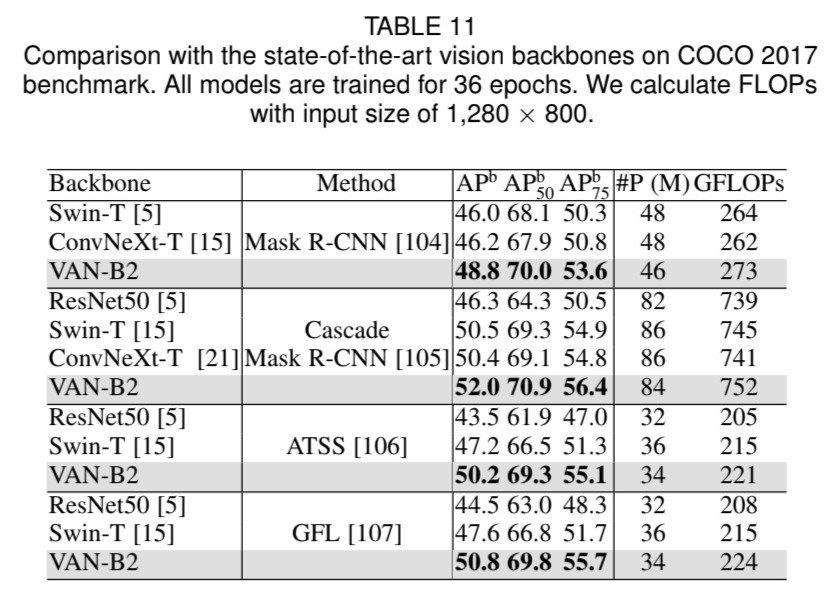 TABLE 11
Comparison with the state-of-the-art vision backbones on COCO 2017
benchmark. All models are trained for 36 epochs. We calculate FLOPs
with input size of 1,280 × 800.
Backbone Method APᵇ APᵇ₅₀ APᵇ₇₅ #P (M) GFLOPs
Swin-T [5] 46.0 68.1 50.3 48 264
ConvNeXt-T [15] Mask R-CNN [104] 46.2 67.9 50.8 48 262
VAN-B2 48.8 70.0 53.6 46 273
ResNet50 [5] 46.3 64.3 50.5 82 739
Swin-T [15] Cascade 50.5 69.3 54.9 86 745
ConvNeXt-T [21] Mask R-CNN [105] 50.4 69.1 54.8 86 741
VAN-B2 52.0 70.9 56.4 84 752
ResNet50 [5] 43.5 61.9 47.0 32 205
Swin-T [15] ATSS [106] 47.2 66.5 51.3 36 215
VAN-B2 50.2 69.3 55.1 34 221
ResNet50 [5] 44.5 63.0 48.3 32 208
Swin-T [15] GFL [107] 47.6 66.8 51.7 36 215
VAN-B2 50.8 69.8 55.7 34 224